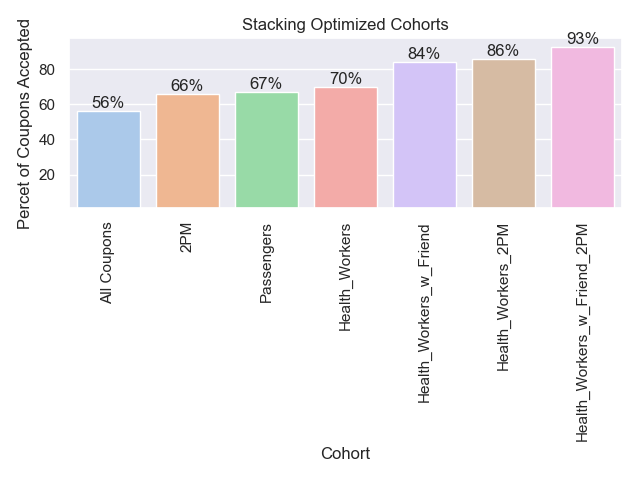 Stacking Optimized Cohorts
Percet of Coupons Accepted
80
60
40
20
56%
66%
67%
70%
84%
86%
93%
All Coupons
2PM
Passengers
Health_Workers
Health_Workers_w_Friend
Health_Workers_2PM
Health_Workers_w_Friend_2PM
Cohort